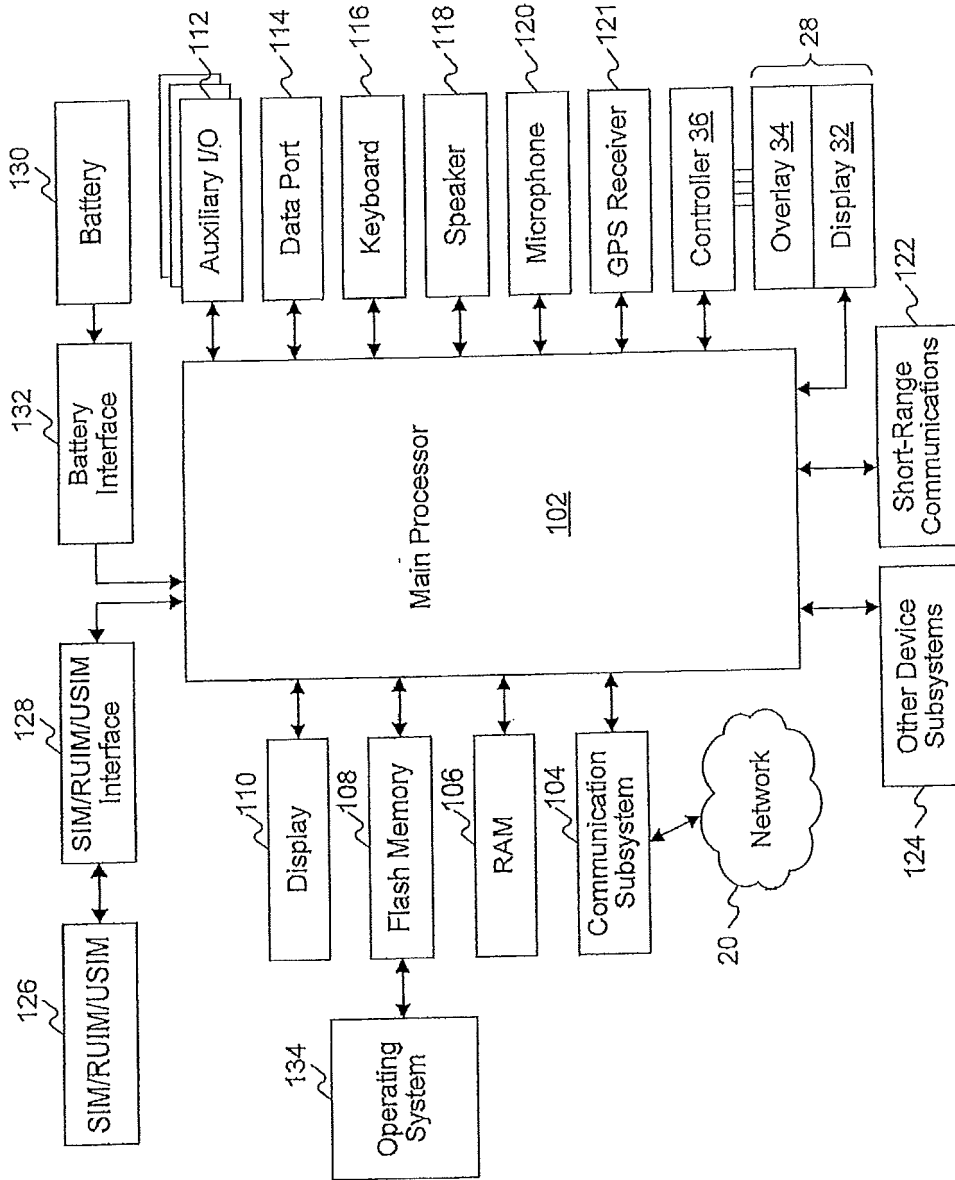 126
SIM/RUIM/USIM
128
SIM/RUIM/USIM
Interface
132
Battery
Interface
130
Battery
134
Operating
System
110
Display
108
Flash Memory
106
RAM
104
Communication
Subsystem
20
Network
Main Processor
102
112
Auxiliary I/O
114
Data Port
116
Keyboard
118
Speaker
120
Microphone
121
GPS Receiver
Controller 36
28
Overlay 34
Display 32
124
Other Device
Subsystems
122
Short-Range
Communications